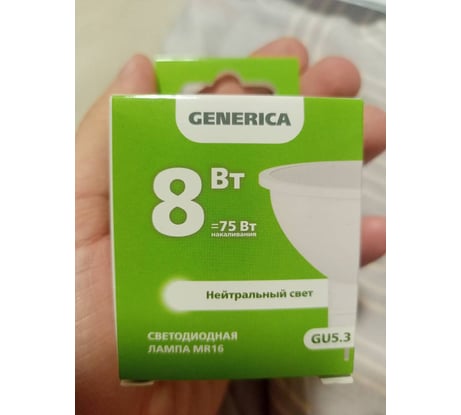 GENERICA
8 Вт
=75 Вт
накаливания
Нейтральный свет
СВЕТОДИОДНАЯ
ЛАМПА MR16
GU5.3